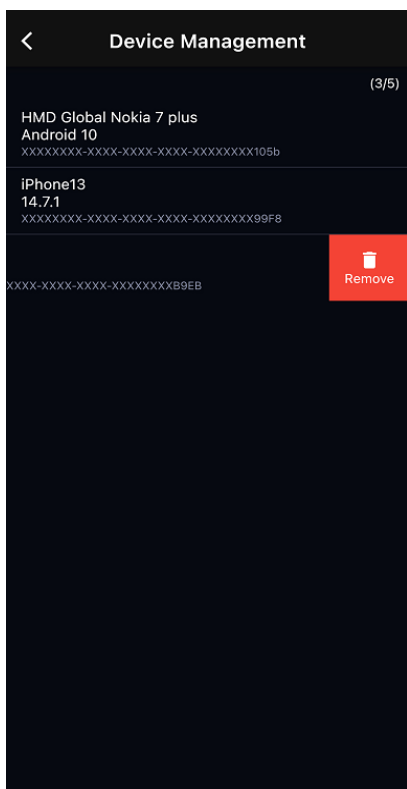 Device Management
(3/5)
HMD Global Nokia 7 plus
Android 10
XXXXXXXX-XXXX-XXXX-XXXX-XXXXXXXX105b
iPhone13
14.7.1
XXXXXXXX-XXXX-XXXX-XXXX-XXXXXXXX99F8
XXXX-XXXX-XXXX-XXXXXXXXB9EB
Remove